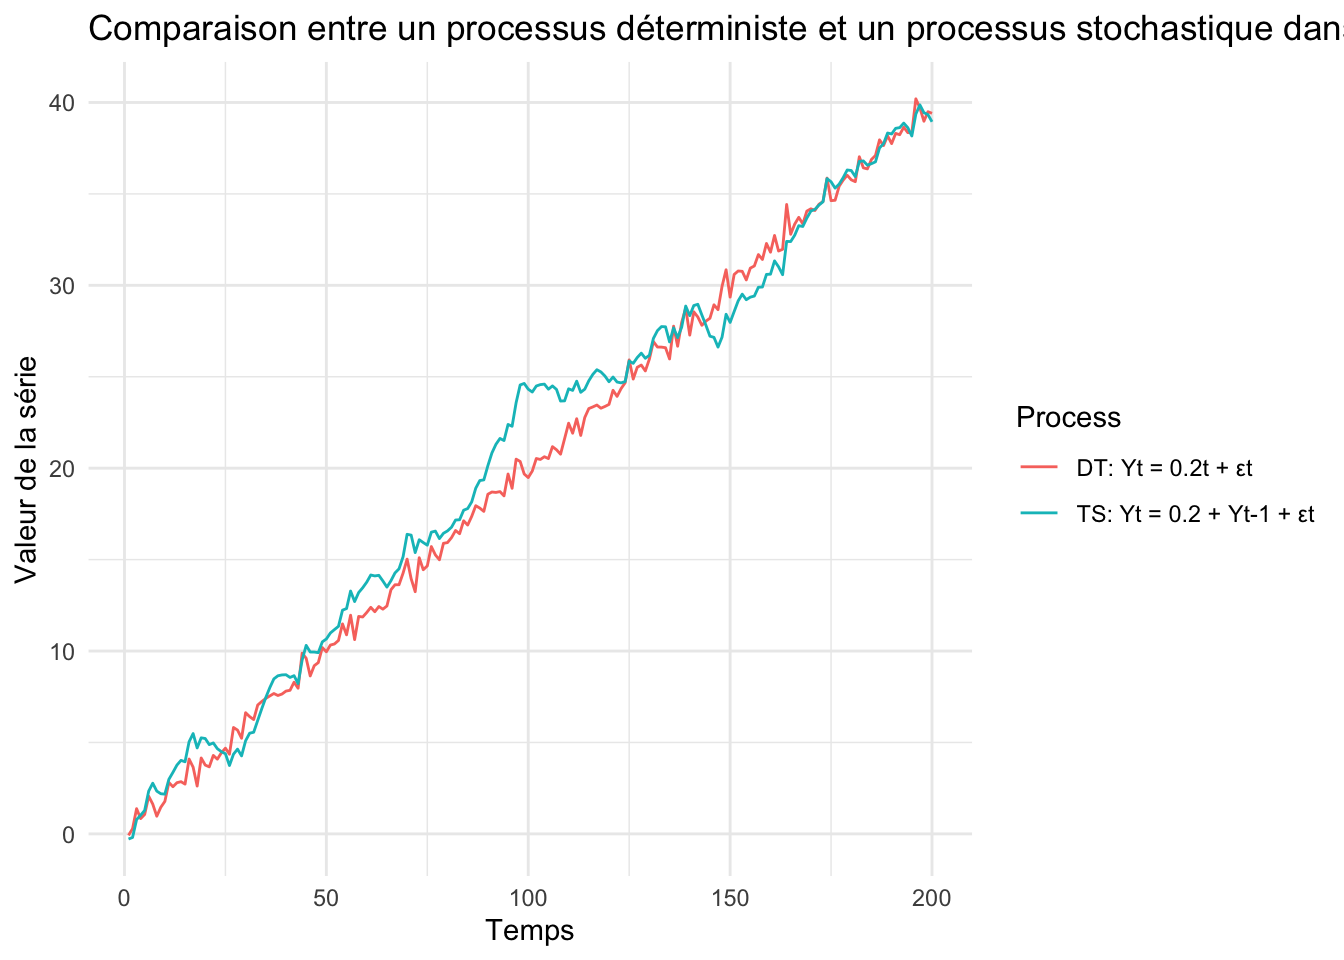 Comparaison entre un processus déterministe et un processus stochastique dans
40
30
20
10
0
Valeur de la série
0 50 100 150 200
Temps
Process
DT: Yt = 0.2t + εt
TS: Yt = 0.2 + Yt-1 + εt